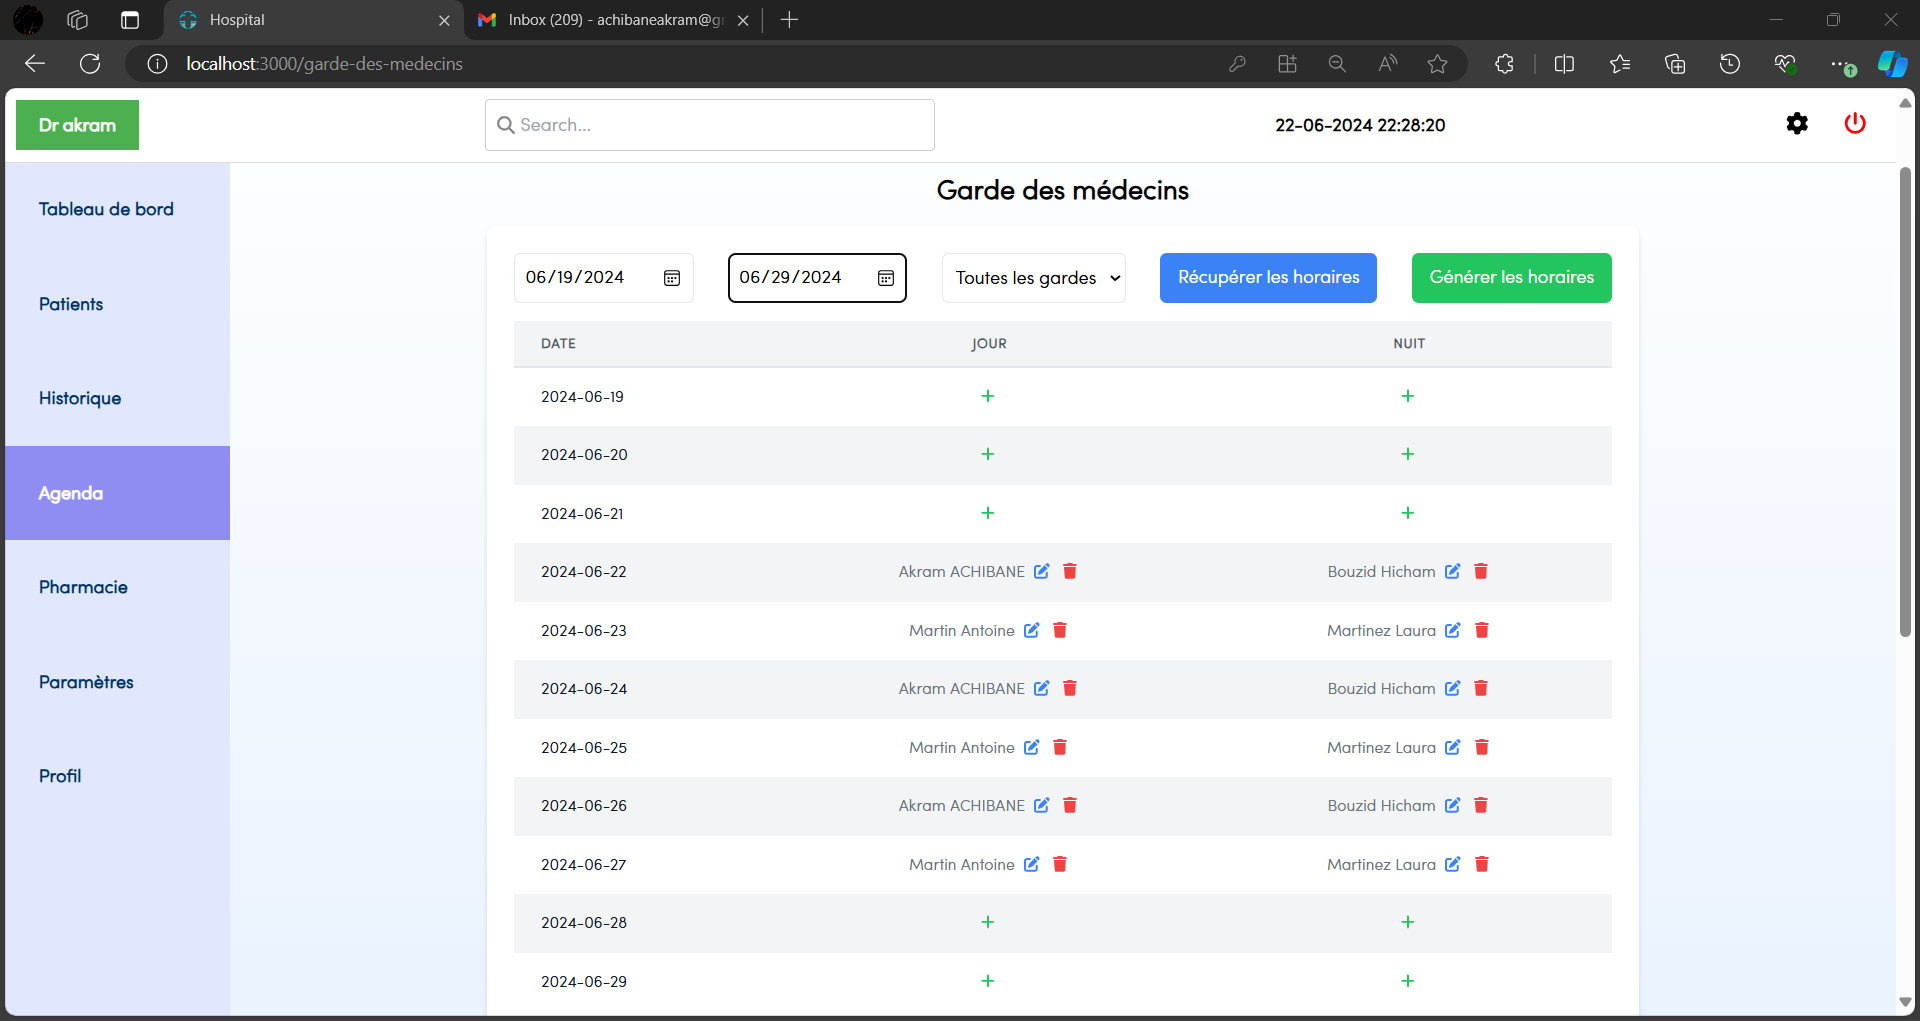 Hospital
Inbox (209) - achibaneakram@gr
localhost:3000/garde-des-medecins
Dr akram
Search...
22-06-2024 22:28:20
Tableau de bord
Patients
Historique
Agenda
Pharmacie
Paramètres
Profil
Garde des médecins
06/19/2024
06/29/2024
Toutes les gardes
Récupérer les horaires
Générer les horaires
DATE JOUR NUIT
2024-06-19 + +
2024-06-20 + +
2024-06-21 + +
2024-06-22 Akram ACHIBANE Bouzid Hicham
2024-06-23 Martin Antoine Martinez Laura
2024-06-24 Akram ACHIBANE Bouzid Hicham
2024-06-25 Martin Antoine Martinez Laura
2024-06-26 Akram ACHIBANE Bouzid Hicham
2024-06-27 Martin Antoine Martinez Laura
2024-06-28 + +
2024-06-29 + +